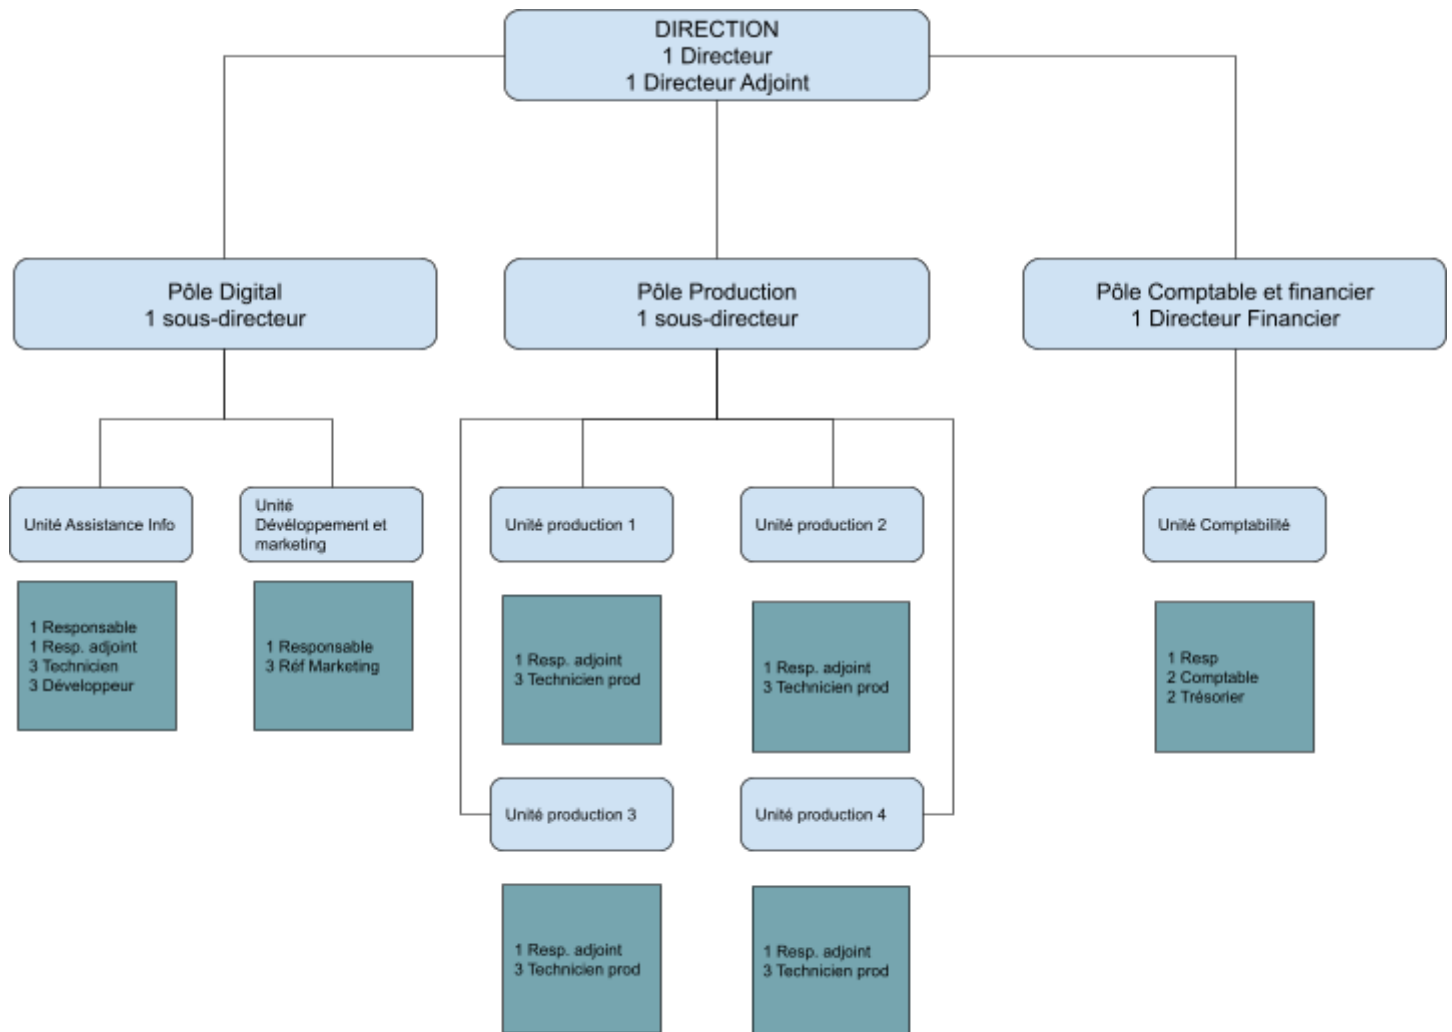 DIRECTION
1 Directeur
1 Directeur Adjoint
Pôle Digital
1 sous-directeur
Pôle Production
1 sous-directeur
Pôle Comptable et financier
1 Directeur Financier
Unité Assistance Info
Unité
Dévéloppement et
marketing
Unité production 1
Unité production 2
Unité Comptabilité
1 Responsable
1 Resp. adjoint
3 Technicien
3 Développeur
1 Responsable
3 Réf Marketing
1 Resp. adjoint
3 Technicien prod
1 Resp. adjoint
3 Technicien prod
1 Resp
2 Comptable
2 Trésorier
Unité production 3
Unité production 4
1 Resp. adjoint
3 Technicien prod
1 Resp. adjoint
3 Technicien prod